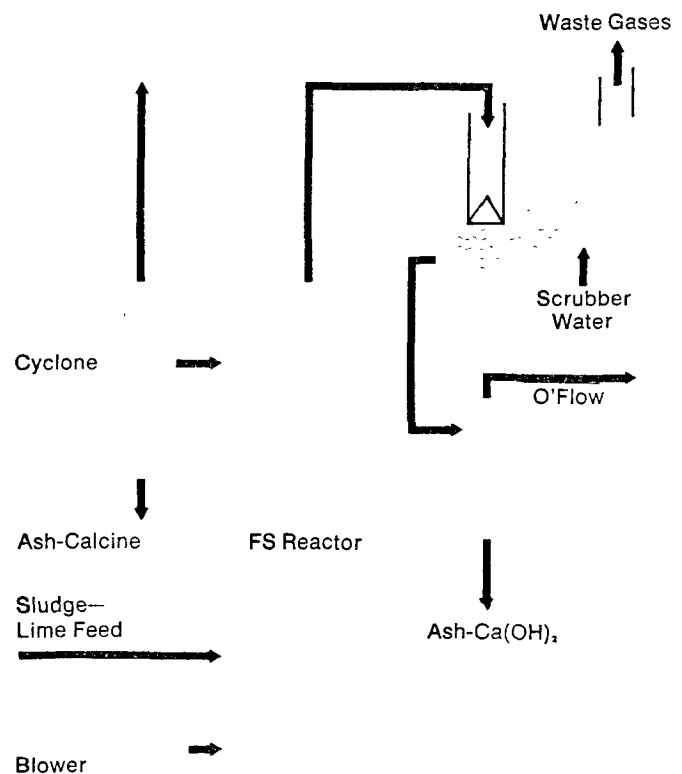 Waste Gases
Scrubber
Water
Cyclone
O'Flow
Ash-Calcine
FS Reactor
Sludge—
Lime Feed
Ash-Ca(OH)₂
Blower